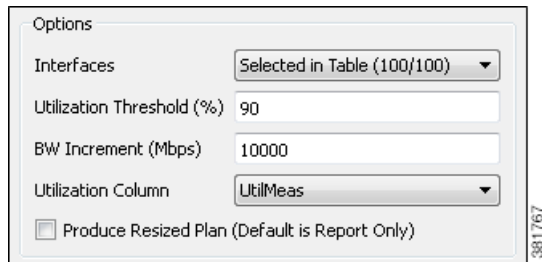 Options
Interfaces Selected in Table (100/100)
Utilization Threshold (%) 90
BW Increment (Mbps) 10000
Utilization Column UtilMeas
Produce Resized Plan (Default is Report Only)
381767